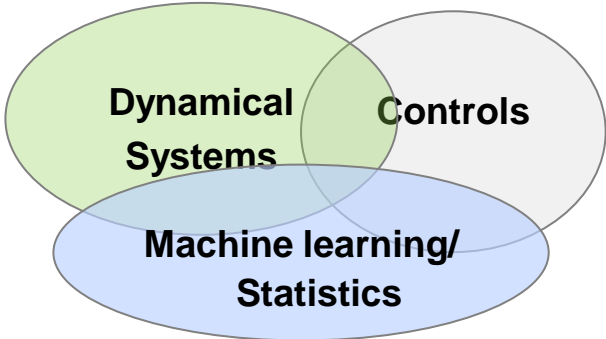 Dynamical
Systems
Controls
Machine learning/
Statistics